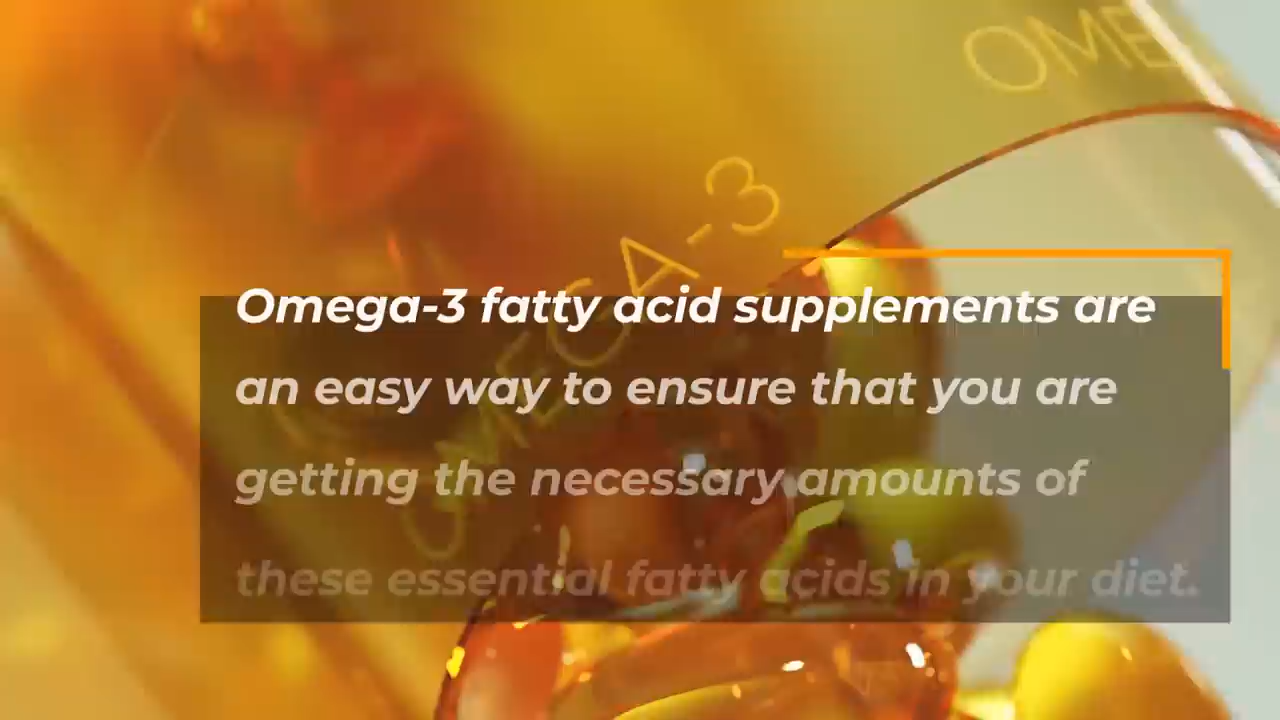 OME
OMEGA-3
Omega-3 fatty acid supplements are
an easy way to ensure that you are
getting the necessary amounts of
these essential fatty acids in your diet.